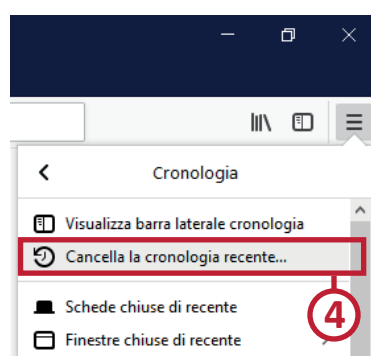 Cronologia
Visualizza barra laterale cronologia
Cancella la cronologia recente...
4
Schede chiuse di recente
Finestre chiuse di recente